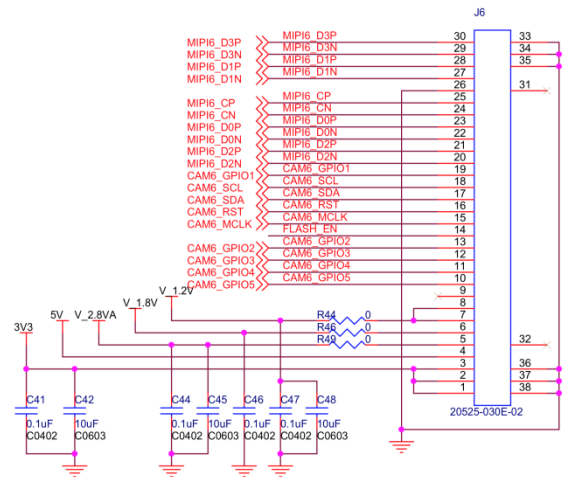 J6
MIPI6_D3P MIPI6_D3P 30 33
MIPI6_D3N MIPI6_D3N 29 34
MIPI6_D1P MIPI6_D1P 28 35
MIPI6_D1N MIPI6_D1N 27
26 31
MIPI6_CP MIPI6_CP 25
MIPI6_CN MIPI6_CN 24
MIPI6_D0P MIPI6_D0P 23
MIPI6_D0N MIPI6_D0N 22
MIPI6_D2P MIPI6_D2P 21
MIPI6_D2N MIPI6_D2N 20
CAM6_GPIO1 CAM6_GPIO1 19
CAM6_SCL CAM6_SCL 18
CAM6_SDA CAM6_SDA 17
CAM6_RST CAM6_RST 16
CAM6_MCLK CAM6_MCLK 15
FLASH_EN 14
CAM6_GPIO2 CAM6_GPIO2 13
CAM6_GPIO3 CAM6_GPIO3 12
CAM6_GPIO4 CAM6_GPIO4 11
CAM6_GPIO5 CAM6_GPIO5 10
V_1.2V 9
V_1.8V 8
5V V_2.8VA R44 0 7
3V3 R46 0 6
R49 0 5 32
4
3 36
2 37
1 38
C41 C42 C44 C45 C46 C47 C48
20525-030E-02
0.1uF 10uF 0.1uF 10uF 0.1uF 0.1uF 10uF
C0402 C0603 C0402 C0603 C0402 C0402 C0603